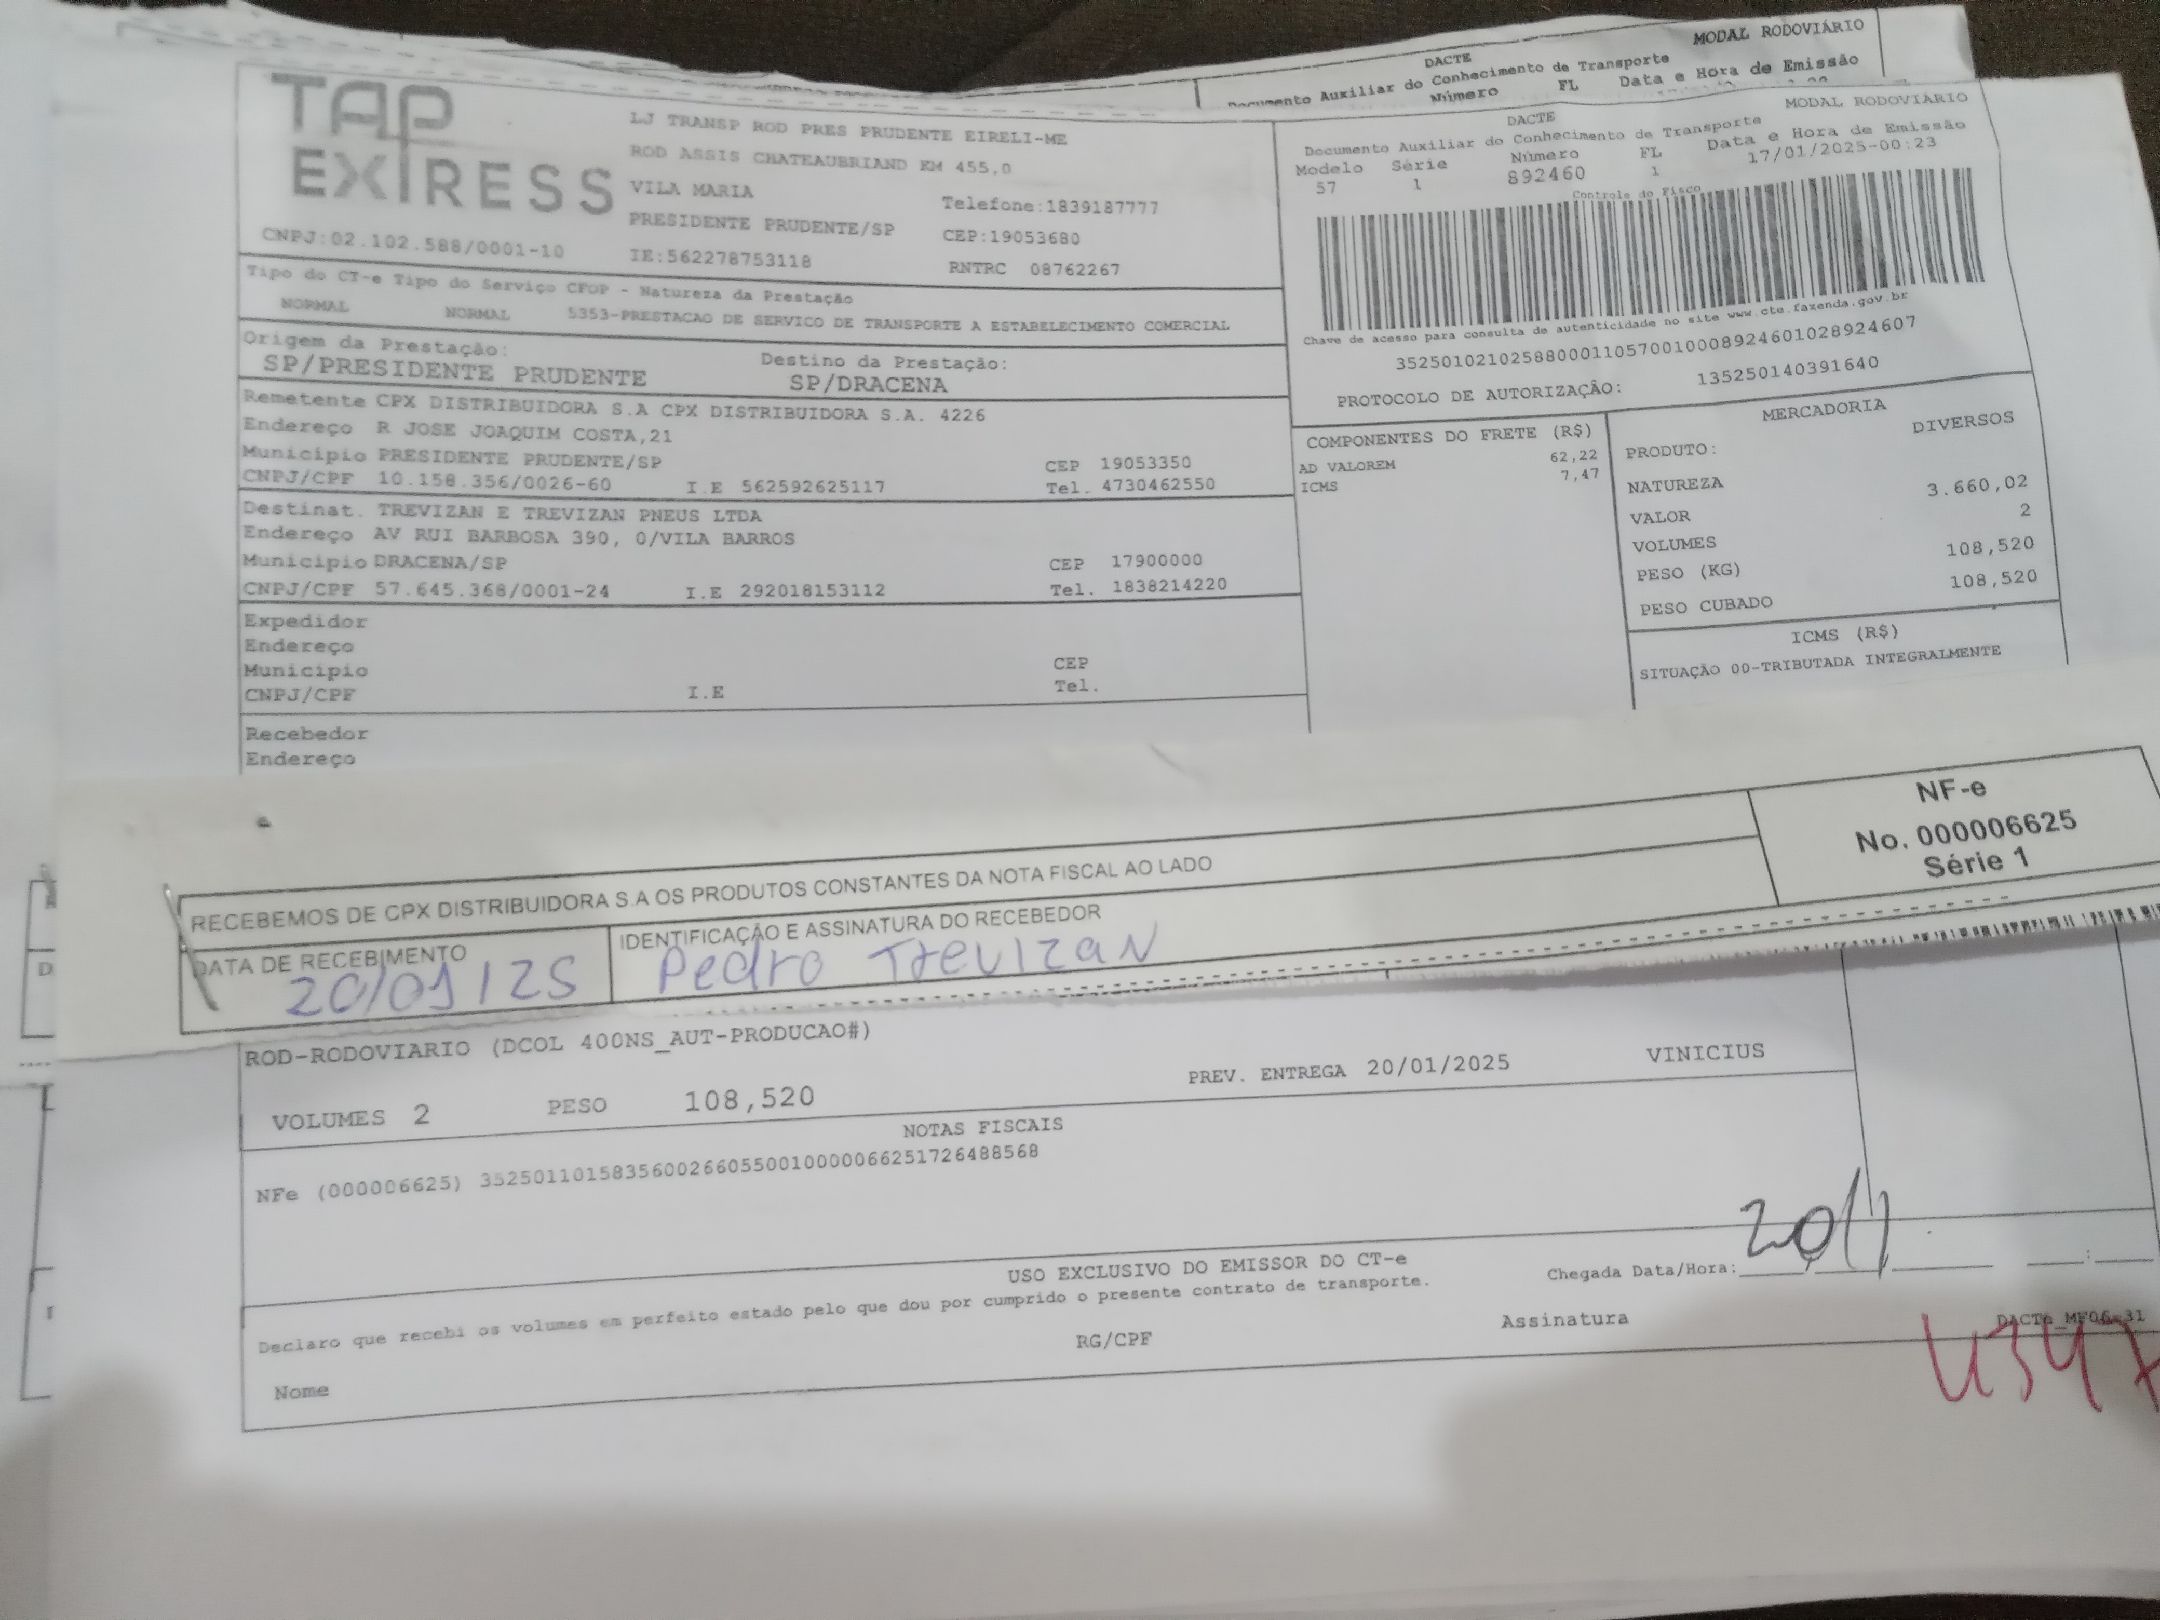 MODAL RODOVIÁRIO
DACTE
Documento Auxiliar do Conhecimento de Transporte
Número FL Data e Hora de Emissão
TAP
EXPRESS
LJ TRANSP ROD PRES PRUDENTE EIRELI-ME
ROD ASSIS CHATEAUBRIAND KM 455,0
VILA MARIA Telefone:1839187777
PRESIDENTE PRUDENTE/SP CEP:19053680
CNPJ:02.102.588/0001-10 IE:562278753118 RNTRC 08762267
MODAL RODOVIÁRIO
DACTE
Documento Auxiliar do Conhecimento de Transporte
Modelo Série Número FL Data e Hora de Emissão
57 1 892460 1 17/01/2025-00:23
Controle do Fisco
Chave de acesso para consulta de autenticidade no site www.cte.fazenda.gov.br
35250102102588000110570010008924601028924607
PROTOCOLO DE AUTORIZAÇÃO: 135250140391640
Tipo do CT-e Tipo do Serviço CFOP - Natureza da Prestação
NORMAL NORMAL 5353-PRESTACAO DE SERVICO DE TRANSPORTE A ESTABELECIMENTO COMERCIAL
Origem da Prestação: Destino da Prestação:
SP/PRESIDENTE PRUDENTE SP/DRACENA
Remetente CPX DISTRIBUIDORA S.A CPX DISTRIBUIDORA S.A. 4226
Endereço R JOSE JOAQUIM COSTA,21
Município PRESIDENTE PRUDENTE/SP CEP 19053350
CNPJ/CPF 10.158.356/0026-60 I.E 562592625117 Tel. 4730462550
Destinat. TREVIZAN E TREVIZAN PNEUS LTDA
Endereço AV RUI BARBOSA 390, 0/VILA BARROS
Município DRACENA/SP CEP 17900000
CNPJ/CPF 57.645.368/0001-24 I.E 292018153112 Tel. 1838214220
Expedidor
Endereço
Município CEP
CNPJ/CPF I.E Tel.
Recebedor
Endereço
COMPONENTES DO FRETE (R$)
AD VALOREM 62,22
ICMS 7,47
MERCADORIA
PRODUTO: DIVERSOS
NATUREZA
VALOR 3.660,02
VOLUMES 2
PESO (KG) 108,520
PESO CUBADO 108,520
ICMS (R$)
SITUAÇÃO 00-TRIBUTADA INTEGRALMENTE
RECEBEMOS DE CPX DISTRIBUIDORA S.A OS PRODUTOS CONSTANTES DA NOTA FISCAL AO LADO
NF-e
No. 000006625
Série 1
DATA DE RECEBIMENTO IDENTIFICAÇÃO E ASSINATURA DO RECEBEDOR
20/01/25 Pedro Trevizan
ROD-RODOVIARIO (DCOL 400NS_AUT-PRODUCAO#)
VOLUMES 2 PESO 108,520 PREV. ENTREGA 20/01/2025 VINICIUS
NOTAS FISCAIS
NFe (000006625) 35250110158356002660550010000066251726488568
USO EXCLUSIVO DO EMISSOR DO CT-e
Declaro que recebi os volumes em perfeito estado pelo que dou por cumprido o presente contrato de transporte.
Chegada Data/Hora: 20/1
Nome RG/CPF Assinatura